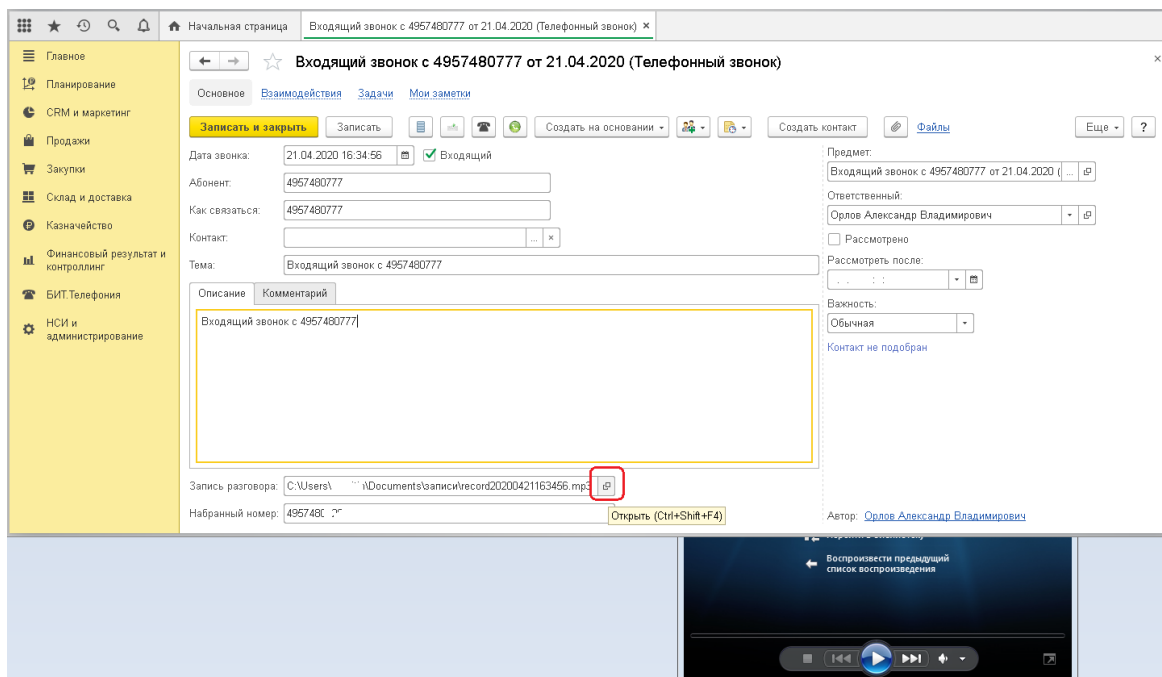 Начальная страница
Входящий звонок с 4957480777 от 21.04.2020 (Телефонный звонок) ×
Главное
Планирование
CRM и маркетинг
Продажи
Закупки
Склад и доставка
Казначейство
Финансовый результат и
контроллинг
БИТ.Телефония
НСИ и
администрирование
Входящий звонок с 4957480777 от 21.04.2020 (Телефонный звонок)
Основное Взаимодействия Задачи Мои заметки
Записать и закрыть Записать Создать на основании Создать контакт Файлы Еще ?
Дата звонка: 21.04.2020 16:34:56 Входящий
Абонент: 4957480777
Как связаться: 4957480777
Контакт: ... ×
Тема: Входящий звонок с 4957480777
Описание Комментарий
Входящий звонок с 4957480777
Запись разговора: C:\Users\ \Documents\записи\record20200421163456.mp3
Набранный номер: 495748
Открыть (Ctrl+Shift+F4)
Предмет:
Входящий звонок с 4957480777 от 21.04.2020 ( ...
Ответственный:
Орлов Александр Владимирович
Рассмотрено
Рассмотреть после:
. . : :
Важность:
Обычная
Контакт не подобран
Автор: Орлов Александр Владимирович
Воспроизвести предыдущий
список воспроизведения